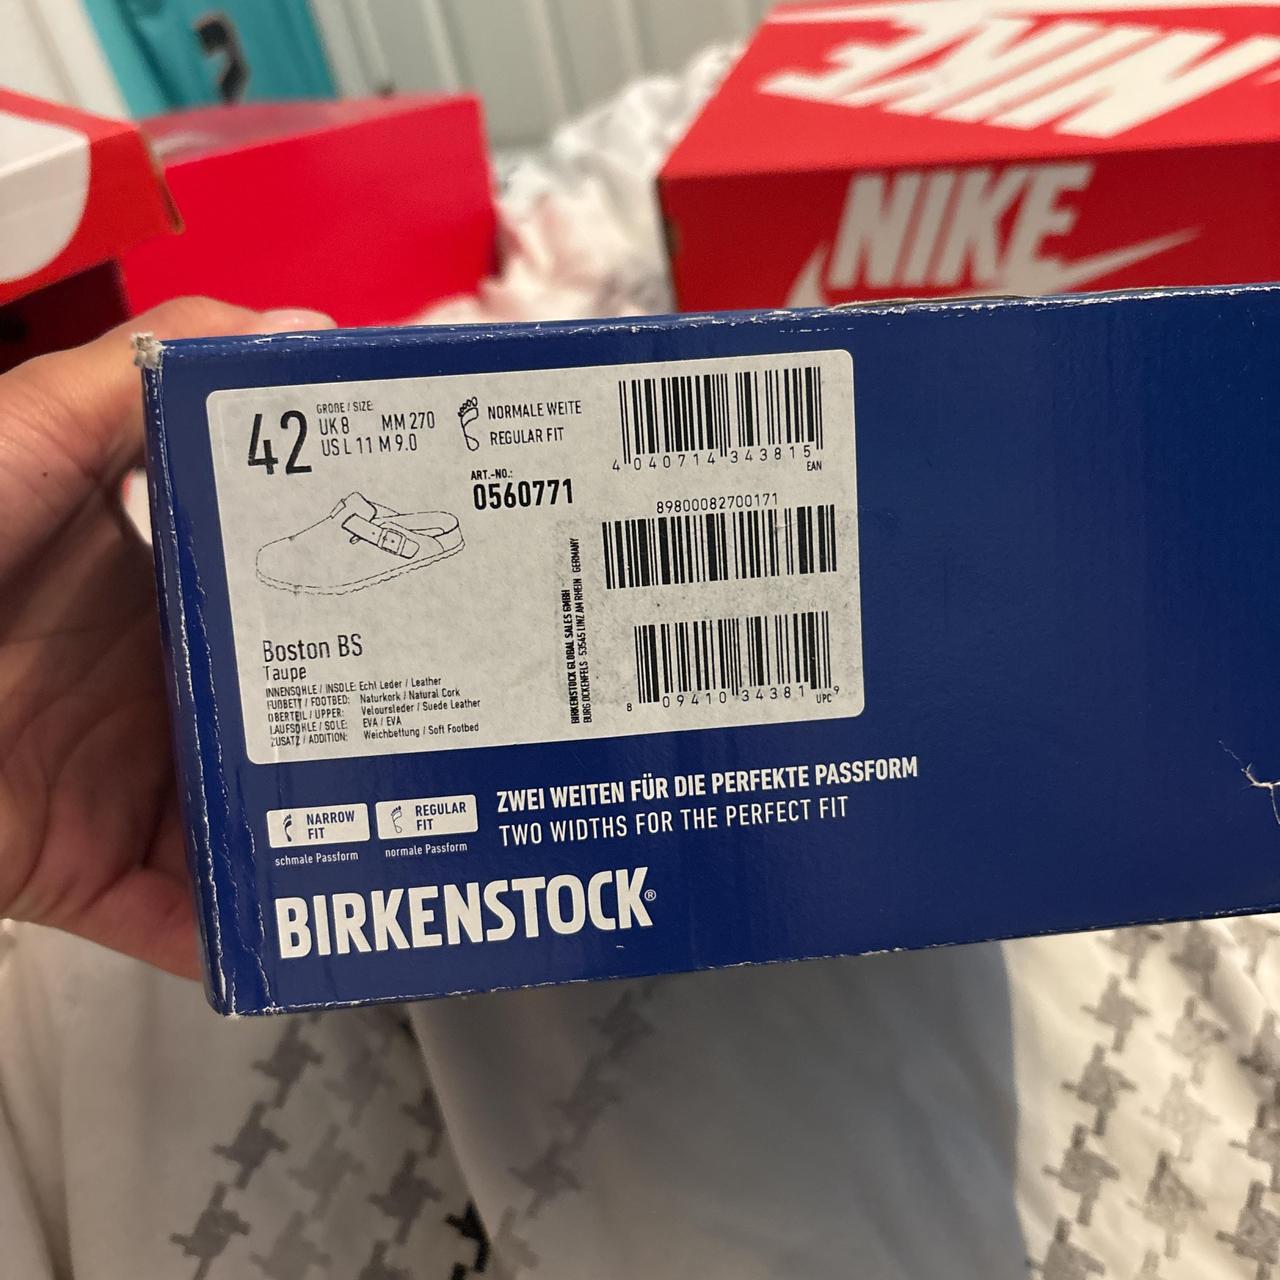 NIKE
NIKE
42
GRÖßE / SIZE:
UK 8 MM 270
US L 11 M 9.0
NORMALE WEITE
REGULAR FIT
ART.-NO.:
0560771
4 040714 343815
EAN
89800082700171
8 09410 34381 9
UPC
BIRKENSTOCK GLOBAL SALES GMBH
BURG OCKENFELS · 53545 LINZ AM RHEIN · GERMANY
Boston BS
Taupe
INNENSOHLE / INSOLE: Echt Leder / Leather
FUßBETT / FOOTBED: Naturkork / Natural Cork
OBERTEIL / UPPER: Veloursleder / Suede Leather
LAUFSOHLE / SOLE: EVA / EVA
ZUSATZ / ADDITION: Weichbettung / Soft Footbed
NARROW FIT
schmale Passform
REGULAR FIT
normale Passform
ZWEI WEITEN FÜR DIE PERFEKTE PASSFORM
TWO WIDTHS FOR THE PERFECT FIT
BIRKENSTOCK®